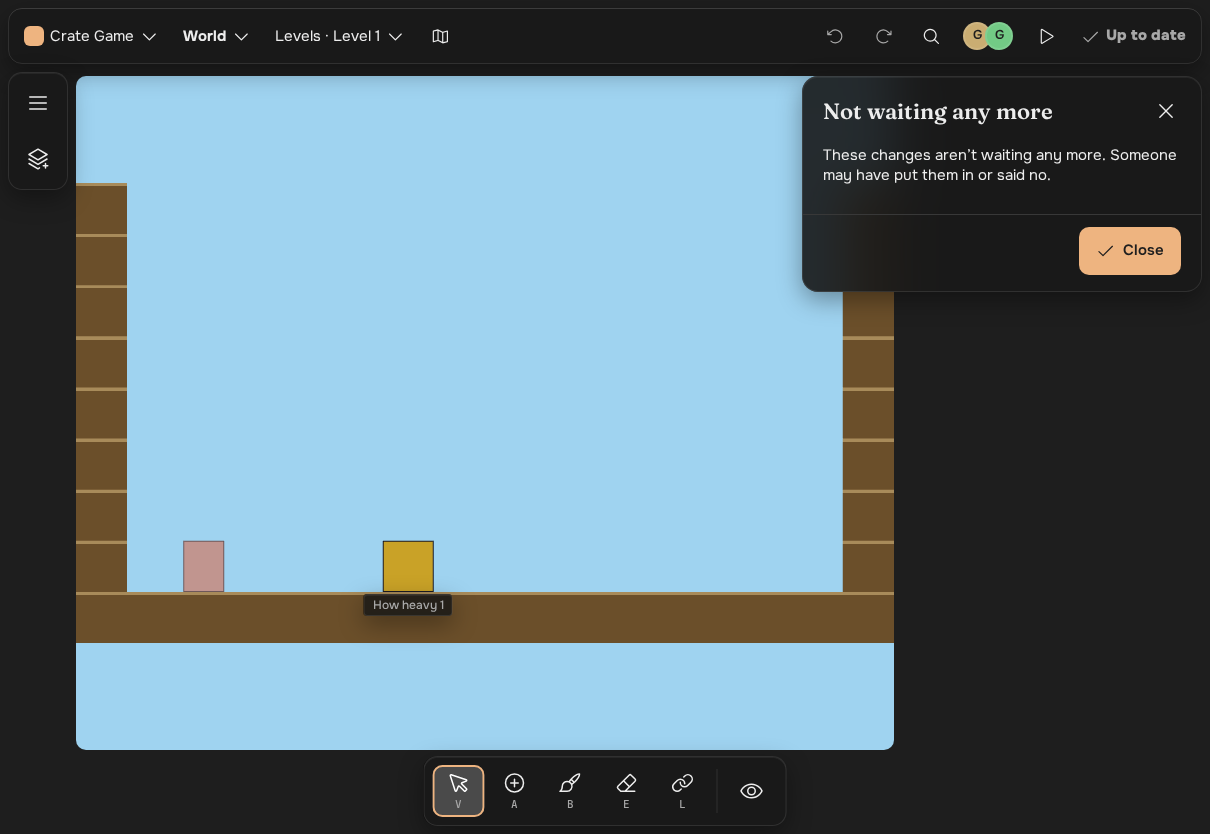 Crate Game World Levels · Level 1 G G Up to date
Not waiting any more
These changes aren’t waiting any more. Someone
may have put them in or said no.
Close
How heavy 1
V A B E L